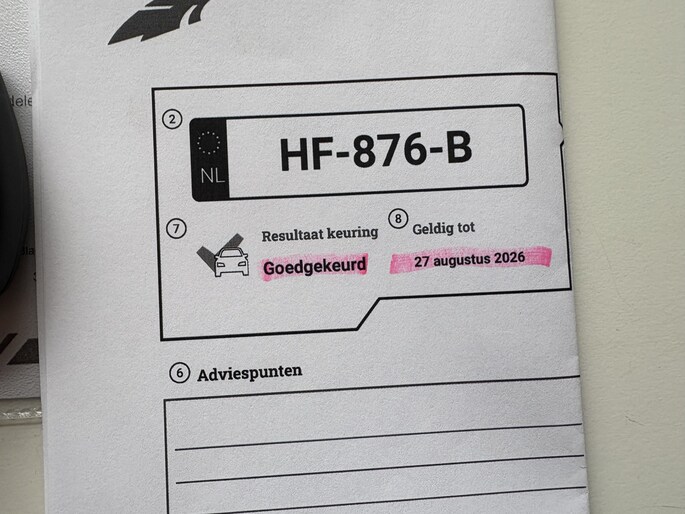 2
NL
HF-876-B
7
Resultaat keuring
8
Geldig tot
Goedgekeurd
27 augustus 2026
6 Adviespunten